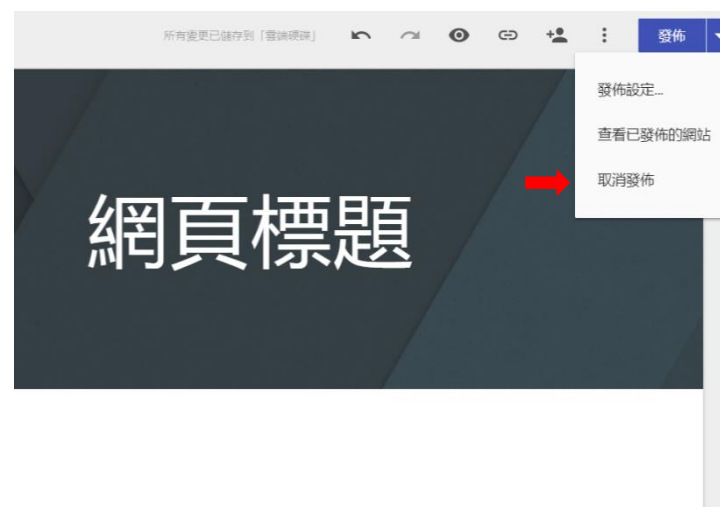 所有變更已儲存到「雲端硬碟」
發佈
發佈設定...
查看已發佈的網站
取消發佈
網頁標題